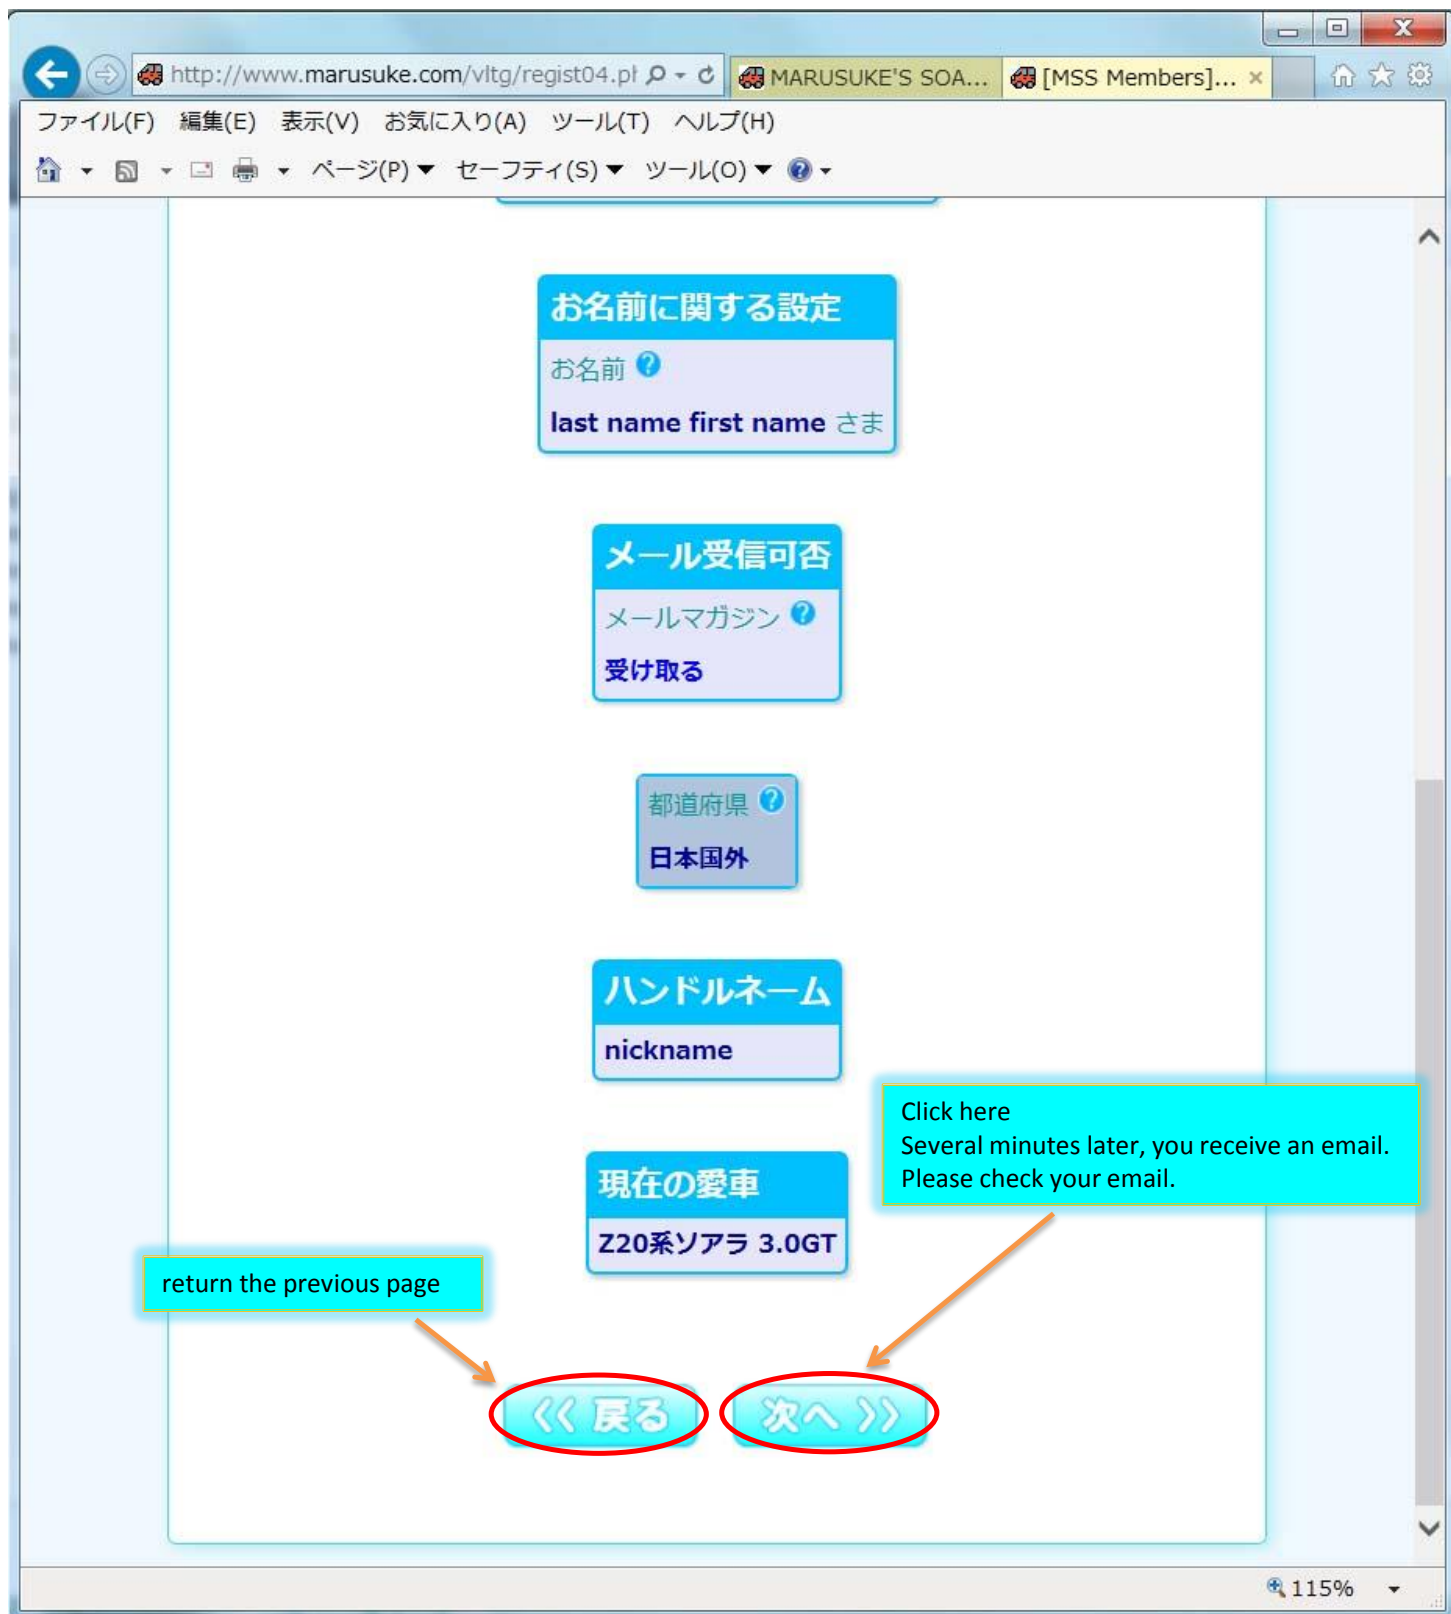 http://www.marusuke.com/vltg/regist04.pl
MARUSUKE'S SOA...
[MSS Members]...
ファイル(F) 編集(E) 表示(V) お気に入り(A) ツール(T) ヘルプ(H)
ページ(P) セーフティ(S) ツール(O)
お名前に関する設定
お名前
last name first name さま
メール受信可否
メールマガジン
受け取る
都道府県
日本国外
ハンドルネーム
nickname
Click here
Several minutes later, you receive an email.
Please check your email.
現在の愛車
Z20系ソアラ 3.0GT
return the previous page
<< 戻る
次へ >>
115%